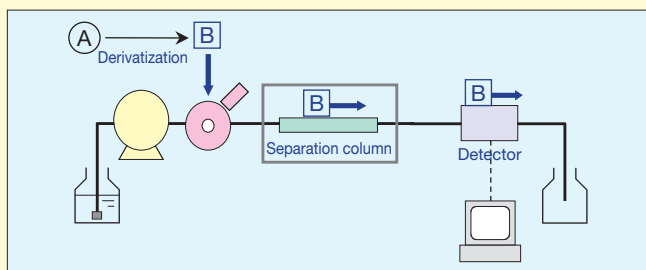 A
B
Derivatization
B
B
Separation column
Detector